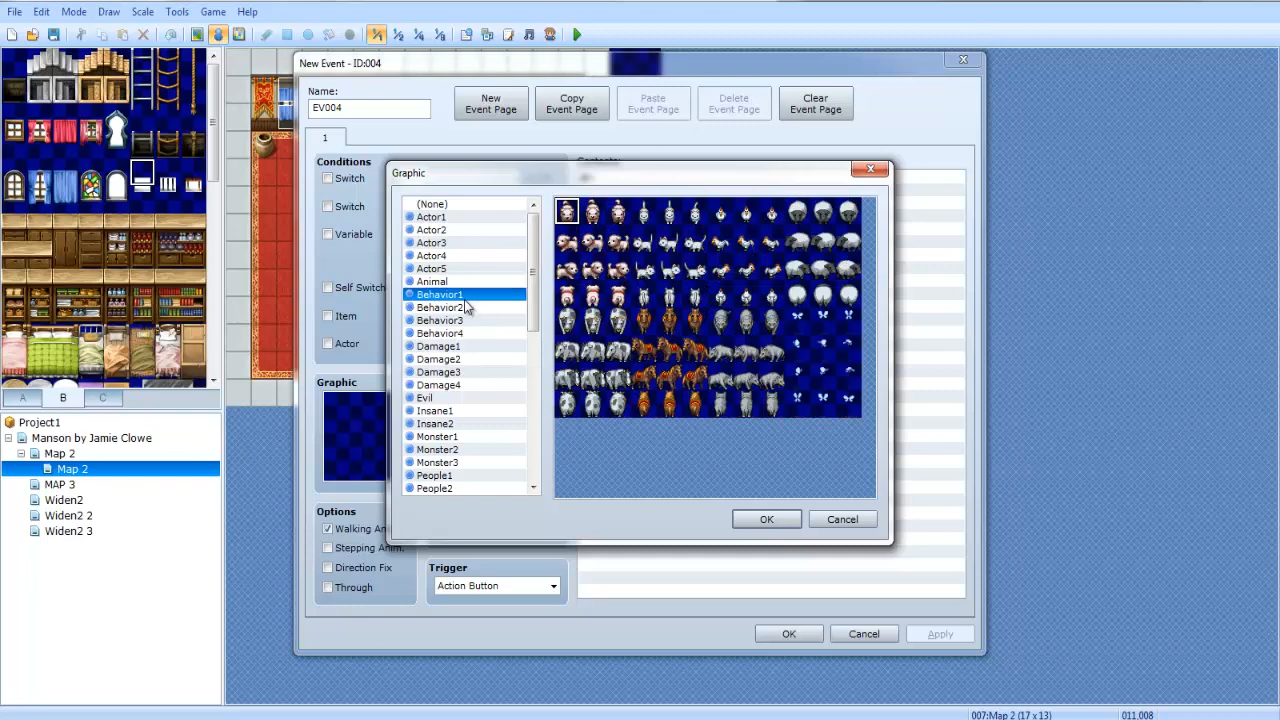 File Edit Mode Draw Scale Tools Game Help
New Event - ID:004
Name:
EV004
New Event Page
Copy Event Page
Paste Event Page
Delete Event Page
Clear Event Page
1
Conditions
Switch
Switch
Variable
Self Switch
Item
Actor
Graphic
Options
Walking Ani
Stepping Anim.
Direction Fix
Through
Trigger
Action Button
Graphic
(None)
Actor1
Actor2
Actor3
Actor4
Actor5
Animal
Behavior1
Behavior2
Behavior3
Behavior4
Damage1
Damage2
Damage3
Damage4
Evil
Insane1
Insane2
Monster1
Monster2
Monster3
People1
People2
OK Cancel
OK Cancel Apply
A B C
Project1
Manson by Jamie Clowe
Map 2
Map 2
MAP 3
Widen2
Widen2 2
Widen2 3
007:Map 2 (17 x 13) 011,008